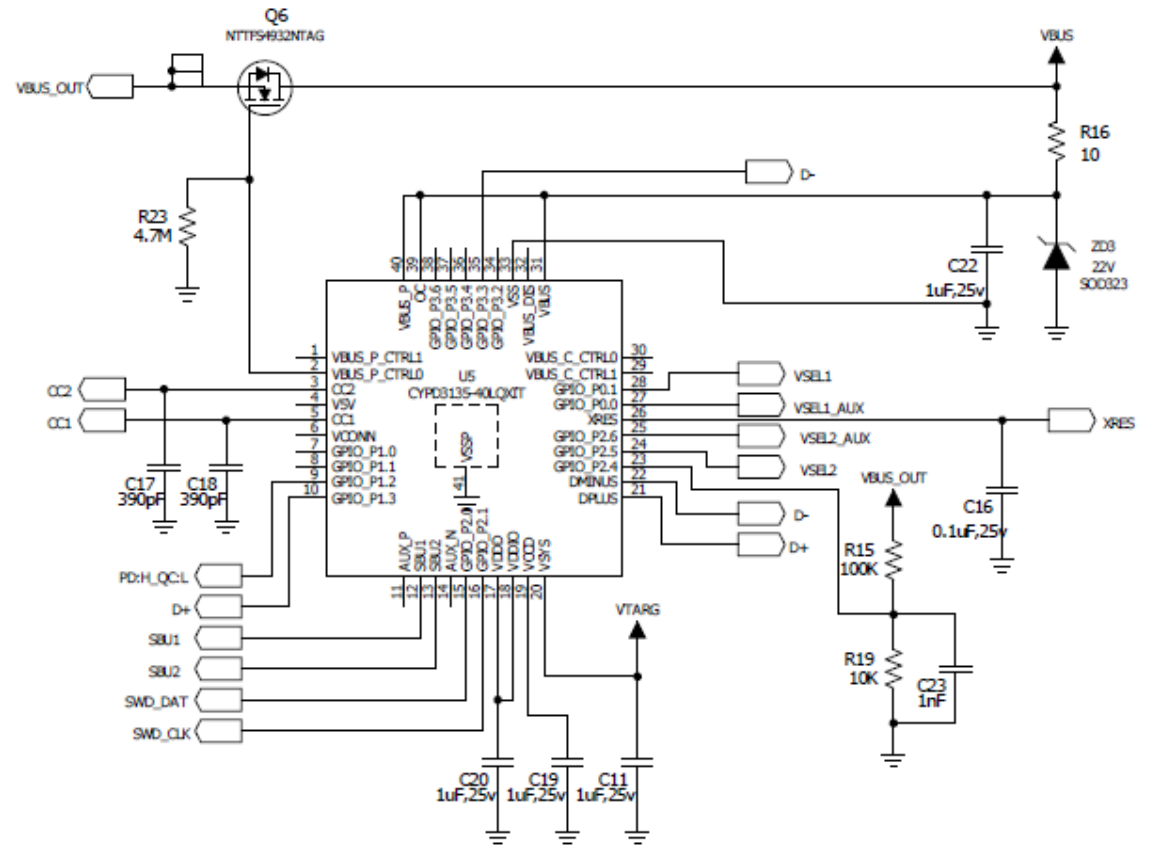 Q6
NTTFS4932NTAG
VBUS
VBUS_OUT
R16
10
D-
R23
4.7M
ZD3
22V
SOD323
C22
1uF,25v
40
39
38
37
36
35
34
33
32
31
VBUS_P
OC
GPIO_P3.6
GPIO_P3.5
GPIO_P3.4
GPIO_P3.3
GPIO_P3.2
VSS
VBUS_DIS
VBUS
1
VBUS_P_CTRL1
2
VBUS_P_CTRL0
3
CC2
4
V5V
5
CC1
6
VCONN
7
GPIO_P1.0
8
GPIO_P1.1
9
GPIO_P1.2
10
GPIO_P1.3
U5
CYPD3135-40LQXIT
VSSP
41
VBUS_C_CTRL0
30
VBUS_C_CTRL1
29
GPIO_P0.1
28
GPIO_P0.0
27
XRES
26
GPIO_P2.6
25
GPIO_P2.5
24
GPIO_P2.4
23
DMINUS
22
DPLUS
21
CC2
CC1
VSEL1
VSEL1_AUX
XRES
VSEL2_AUX
VSEL2
VBUS_OUT
C17
390pF
C18
390pF
C16
0.1uF,25v
D-
D+
R15
100K
AUX_P
SBU1
SBU2
AUX_N
GPIO_P2.0
GPIO_P2.1
VDDD
VDDIO
VCCD
VSYS
11
12
13
14
15
16
17
18
19
20
PD:H_QC:L
D+
SBU1
SBU2
SWD_DAT
SWD_CLK
VTARG
R19
10K
C23
1nF
C20
1uF,25v
C19
1uF,25v
C11
1uF,25v